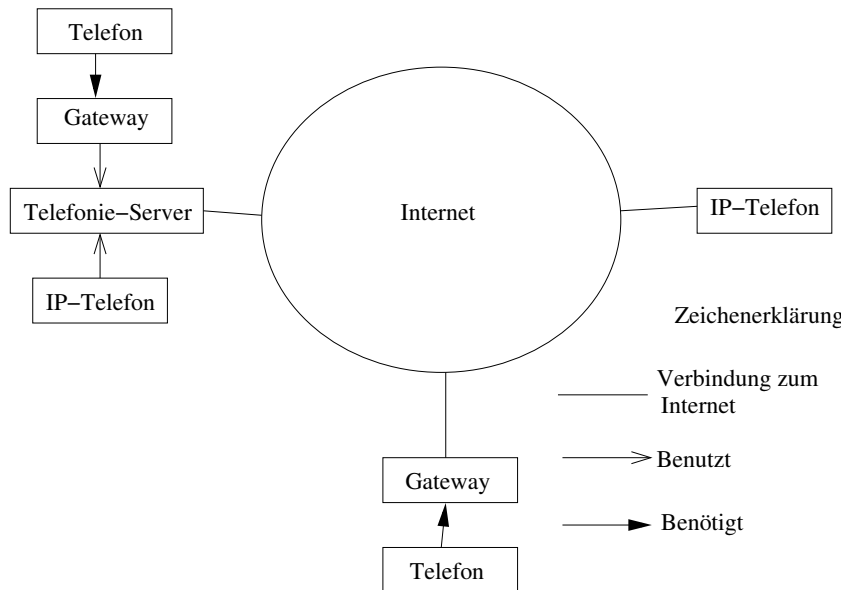 Telefon
Gateway
Telefonie−Server
IP−Telefon
Internet
IP−Telefon
Zeichenerklärung
Verbindung zum
Internet
Benutzt
Benötigt
Gateway
Telefon